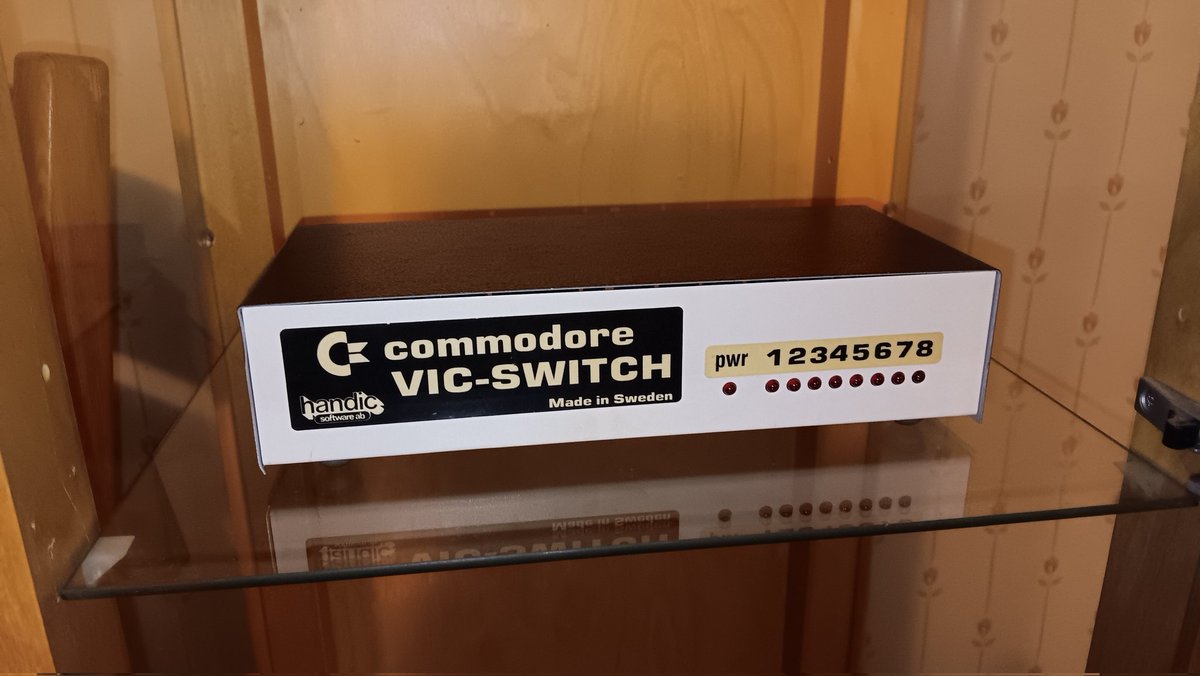 commodore
VIC-SWITCH
Made in Sweden
handic
software ab
pwr 12345678